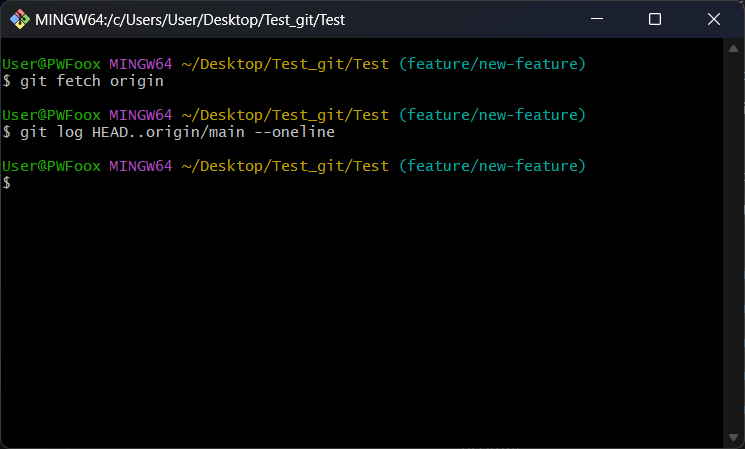 MINGW64:/c/Users/User/Desktop/Test_git/Test
User@PWFoox MINGW64 ~/Desktop/Test_git/Test (feature/new-feature)
$ git fetch origin
User@PWFoox MINGW64 ~/Desktop/Test_git/Test (feature/new-feature)
$ git log HEAD..origin/main --oneline
User@PWFoox MINGW64 ~/Desktop/Test_git/Test (feature/new-feature)
$